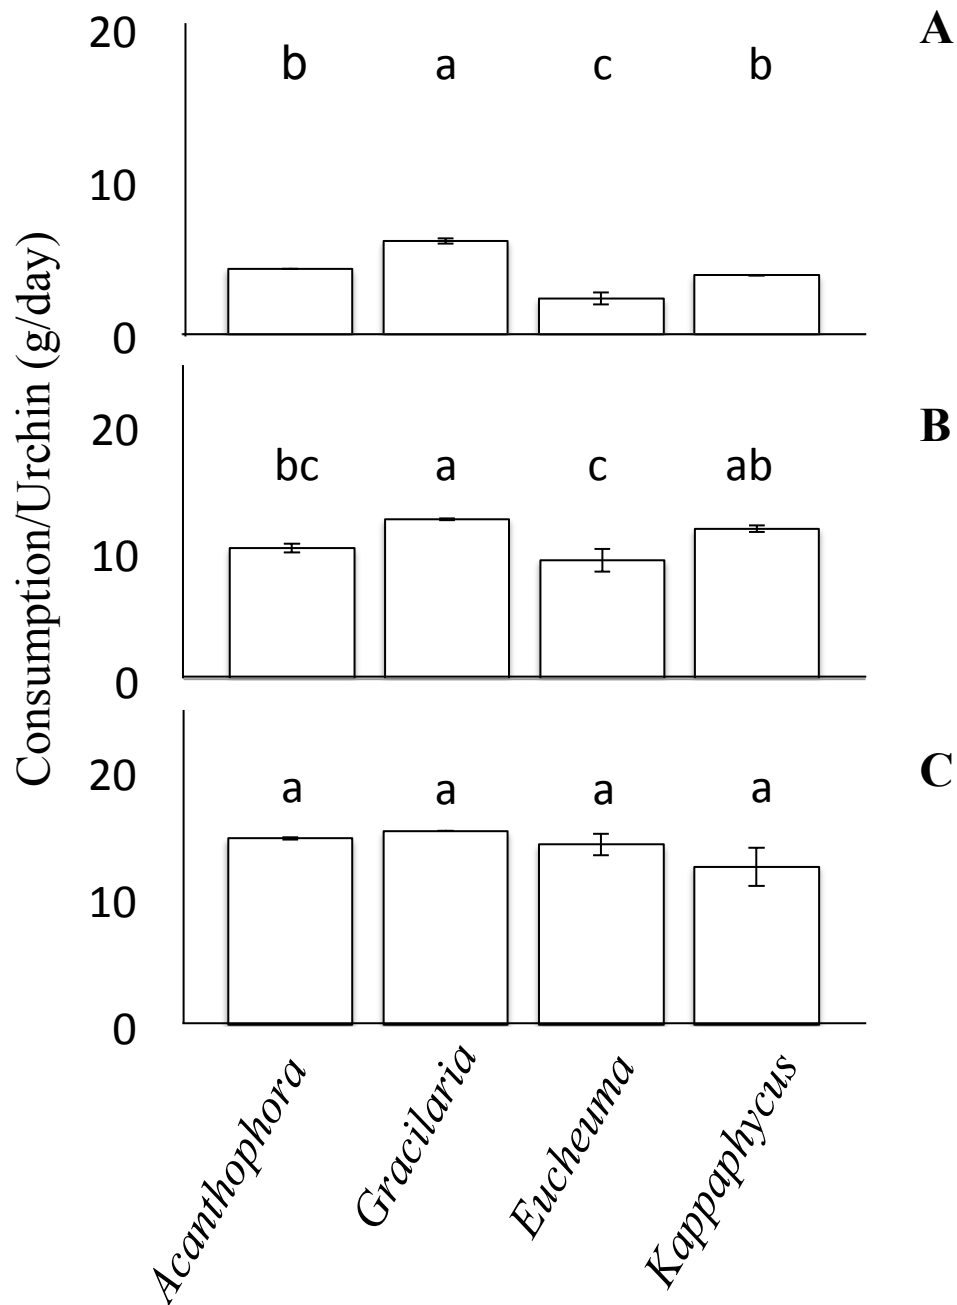 Consumption/Urchin (g/day)
A
20
b a c b
10
0
B
20
bc a c ab
10
0
C
20
a a a a
10
0
Acanthophora
Gracilaria
Eucheuma
Kappaphycus